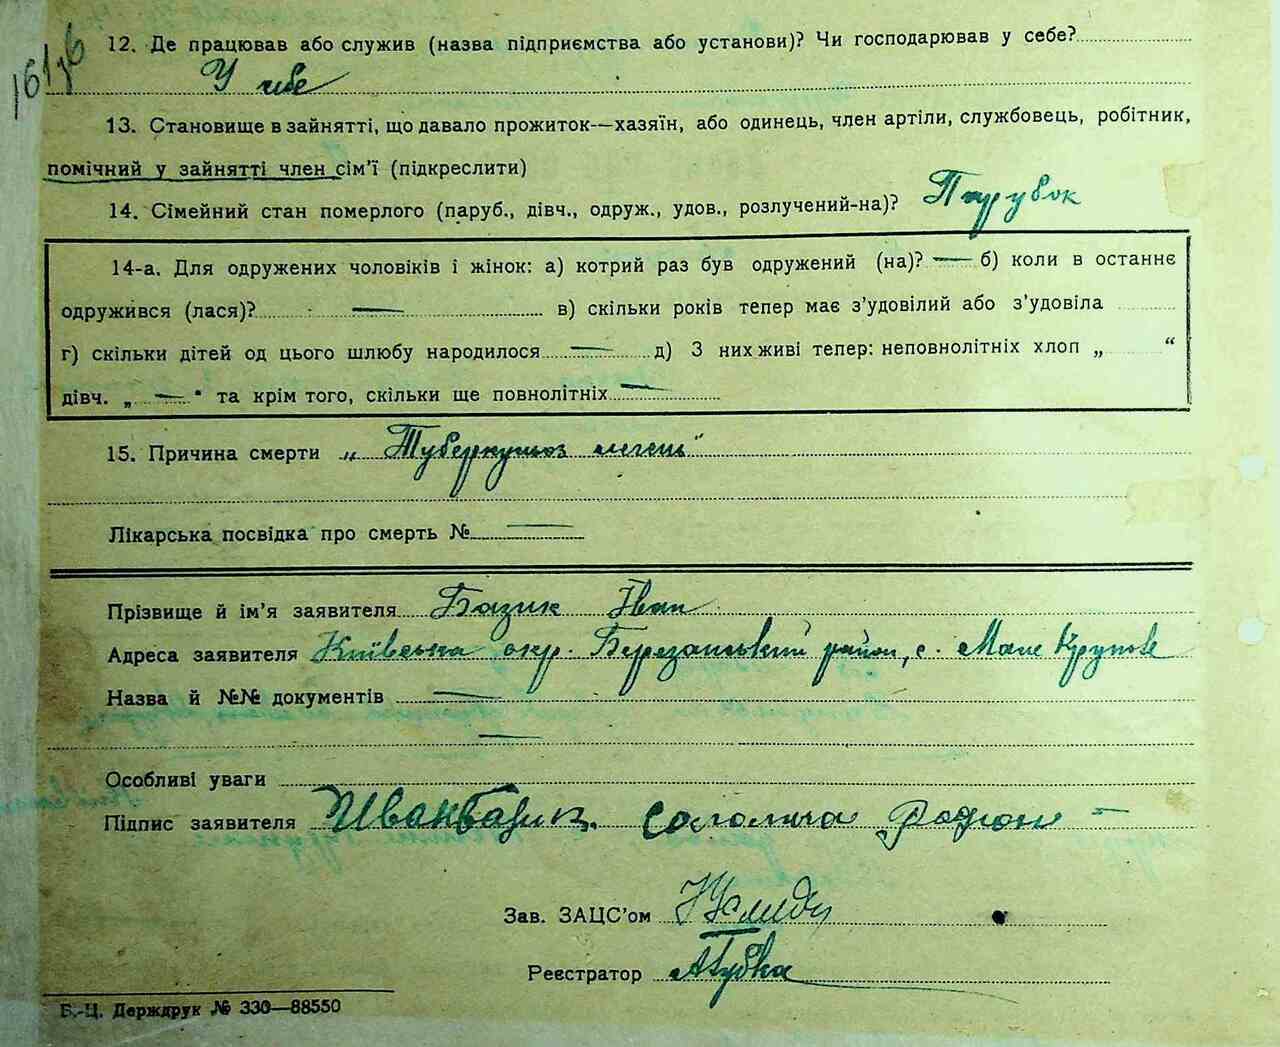 12. Де працював або служив (назва підприємства або установи)? Чи господарював у себе?
У себе
13. Становище в зайнятті, що давало прожиток—хазяїн, або одинець, член артіли, службовець, робітник,
помічний у зайнятті член сім'ї (підкреслити)
14. Сімейний стан померлого (паруб., дівч., одруж., удов., розлучений-на)? Парубок
14-а. Для одружених чоловіків і жінок: а) котрий раз був одружений (на)? — б) коли в останнє
одружився (лася)? — в) скільки років тепер має з'удовілий або з'удовіла
г) скільки дітей од цього шлюбу народилося — д) З них живі тепер: неповнолітніх хлоп „ “
дівч. „ — " та крім того, скільки ще повнолітніх —
15. Причина смерти „Туберкульоз легень"
Лікарська посвідка про смерть № —
Прізвище й ім'я заявителя Базик Іван
Адреса заявителя Київська окр. Березанський район, с. Мале Крупове
Назва й №№ документів —
—
Особливі уваги
Підпис заявителя Иван Базик. Родіон —
Зав. ЗАЦС'ом
Реєстратор
Б.-Ц. Держдрук № 330—88550